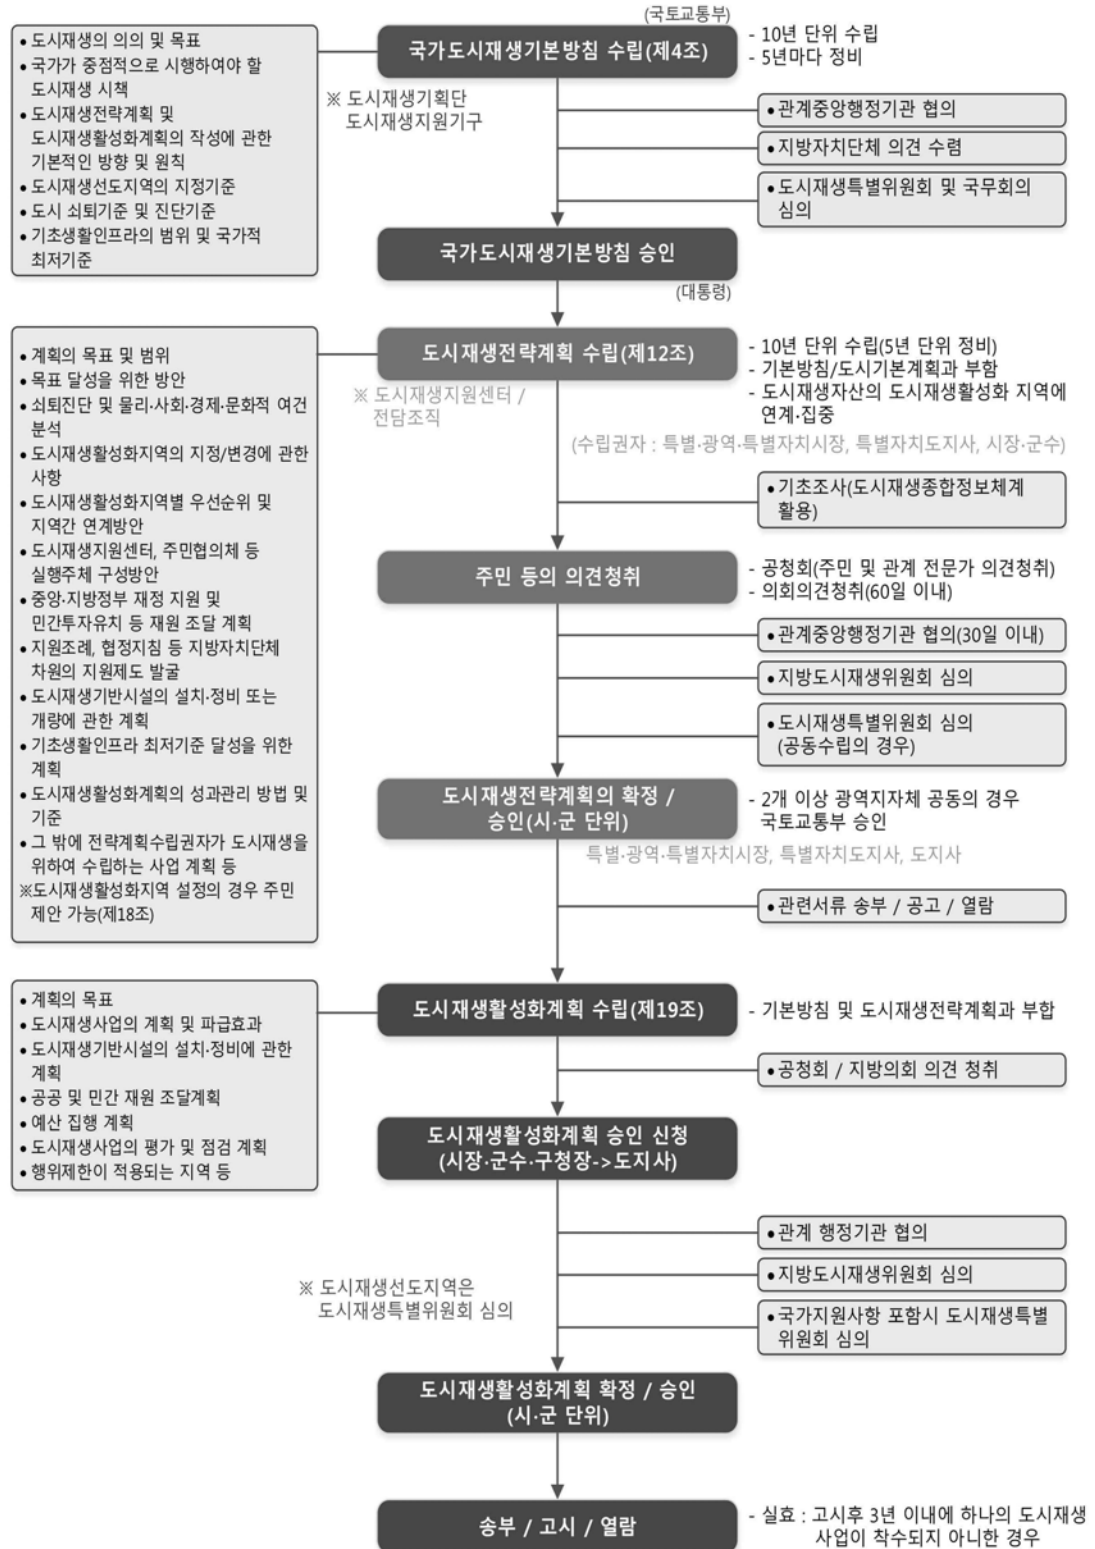 (국토교통부)
국가도시재생기본방침 수립(제4조)
- 10년 단위 수립
- 5년마다 정비
• 도시재생의 의의 및 목표
• 국가가 중점적으로 시행하여야 할
도시재생 시책
• 도시재생전략계획 및
도시재생활성화계획의 작성에 관한
기본적인 방향 및 원칙
• 도시재생선도지역의 지정기준
• 도시 쇠퇴기준 및 진단기준
• 기초생활인프라의 범위 및 국가적
최저기준
※ 도시재생기획단
도시재생지원기구
• 관계중앙행정기관 협의
• 지방자치단체 의견 수렴
• 도시재생특별위원회 및 국무회의
심의
국가도시재생기본방침 승인
(대통령)
도시재생전략계획 수립(제12조)
- 10년 단위 수립(5년 단위 정비)
- 기본방침/도시기본계획과 부함
- 도시재생자산의 도시재생활성화 지역에
연계·집중
※ 도시재생지원센터 /
전담조직
(수립권자 : 특별·광역·특별자치시장, 특별자치도지사, 시장·군수)
• 계획의 목표 및 범위
• 목표 달성을 위한 방안
• 쇠퇴진단 및 물리·사회·경제·문화적 여건
분석
• 도시재생활성화지역의 지정/변경에 관한
사항
• 도시재생활성화지역별 우선순위 및
지역간 연계방안
• 도시재생지원센터, 주민협의체 등
실행주체 구성방안
• 중앙·지방정부 재정 지원 및
민간투자유치 등 재원 조달 계획
• 지원조례, 협정지침 등 지방자치단체
차원의 지원제도 발굴
• 도시재생기반시설의 설치·정비 또는
개량에 관한 계획
• 기초생활인프라 최저기준 달성을 위한
계획
• 도시재생활성화계획의 성과관리 방법 및
기준
• 그 밖에 전략계획수립권자가 도시재생을
위하여 수립하는 사업 계획 등
※도시재생활성화지역 설정의 경우 주민
제안 가능(제18조)
• 기초조사(도시재생종합정보체계
활용)
주민 등의 의견청취
- 공청회(주민 및 관계 전문가 의견청취)
- 의회의견청취(60일 이내)
• 관계중앙행정기관 협의(30일 이내)
• 지방도시재생위원회 심의
• 도시재생특별위원회 심의
(공동수립의 경우)
도시재생전략계획의 확정 /
승인(시·군 단위)
- 2개 이상 광역지자체 공동의 경우
국토교통부 승인
특별·광역·특별자치시장, 특별자치도지사, 도지사
• 관련서류 송부 / 공고 / 열람
도시재생활성화계획 수립(제19조)
- 기본방침 및 도시재생전략계획과 부합
• 계획의 목표
• 도시재생사업의 계획 및 파급효과
• 도시재생기반시설의 설치·정비에 관한
계획
• 공공 및 민간 재원 조달계획
• 예산 집행 계획
• 도시재생사업의 평가 및 점검 계획
• 행위제한이 적용되는 지역 등
• 공청회 / 지방의회 의견 청취
도시재생활성화계획 승인 신청
(시장·군수·구청장->도지사)
• 관계 행정기관 협의
• 지방도시재생위원회 심의
• 국가지원사항 포함시 도시재생특별
위원회 심의
※ 도시재생선도지역은
도시재생특별위원회 심의
도시재생활성화계획 확정 / 승인
(시·군 단위)
송부 / 고시 / 열람
- 실효 : 고시후 3년 이내에 하나의 도시재생
사업이 착수되지 아니한 경우